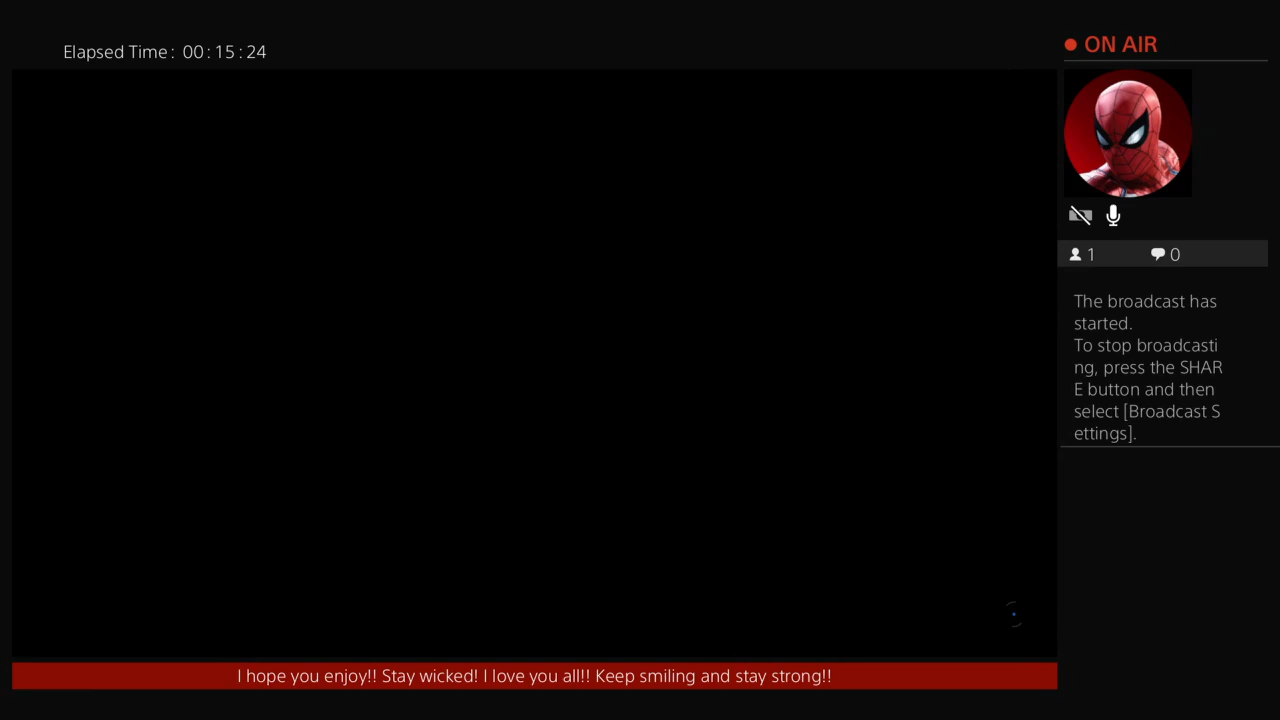 Elapsed Time: 00:15:24
ON AIR
1
0
The broadcast has
started.
To stop broadcasti
ng, press the SHAR
E button and then
select [Broadcast S
ettings].
I hope you enjoy!! Stay wicked! I love you all!! Keep smiling and stay strong!!